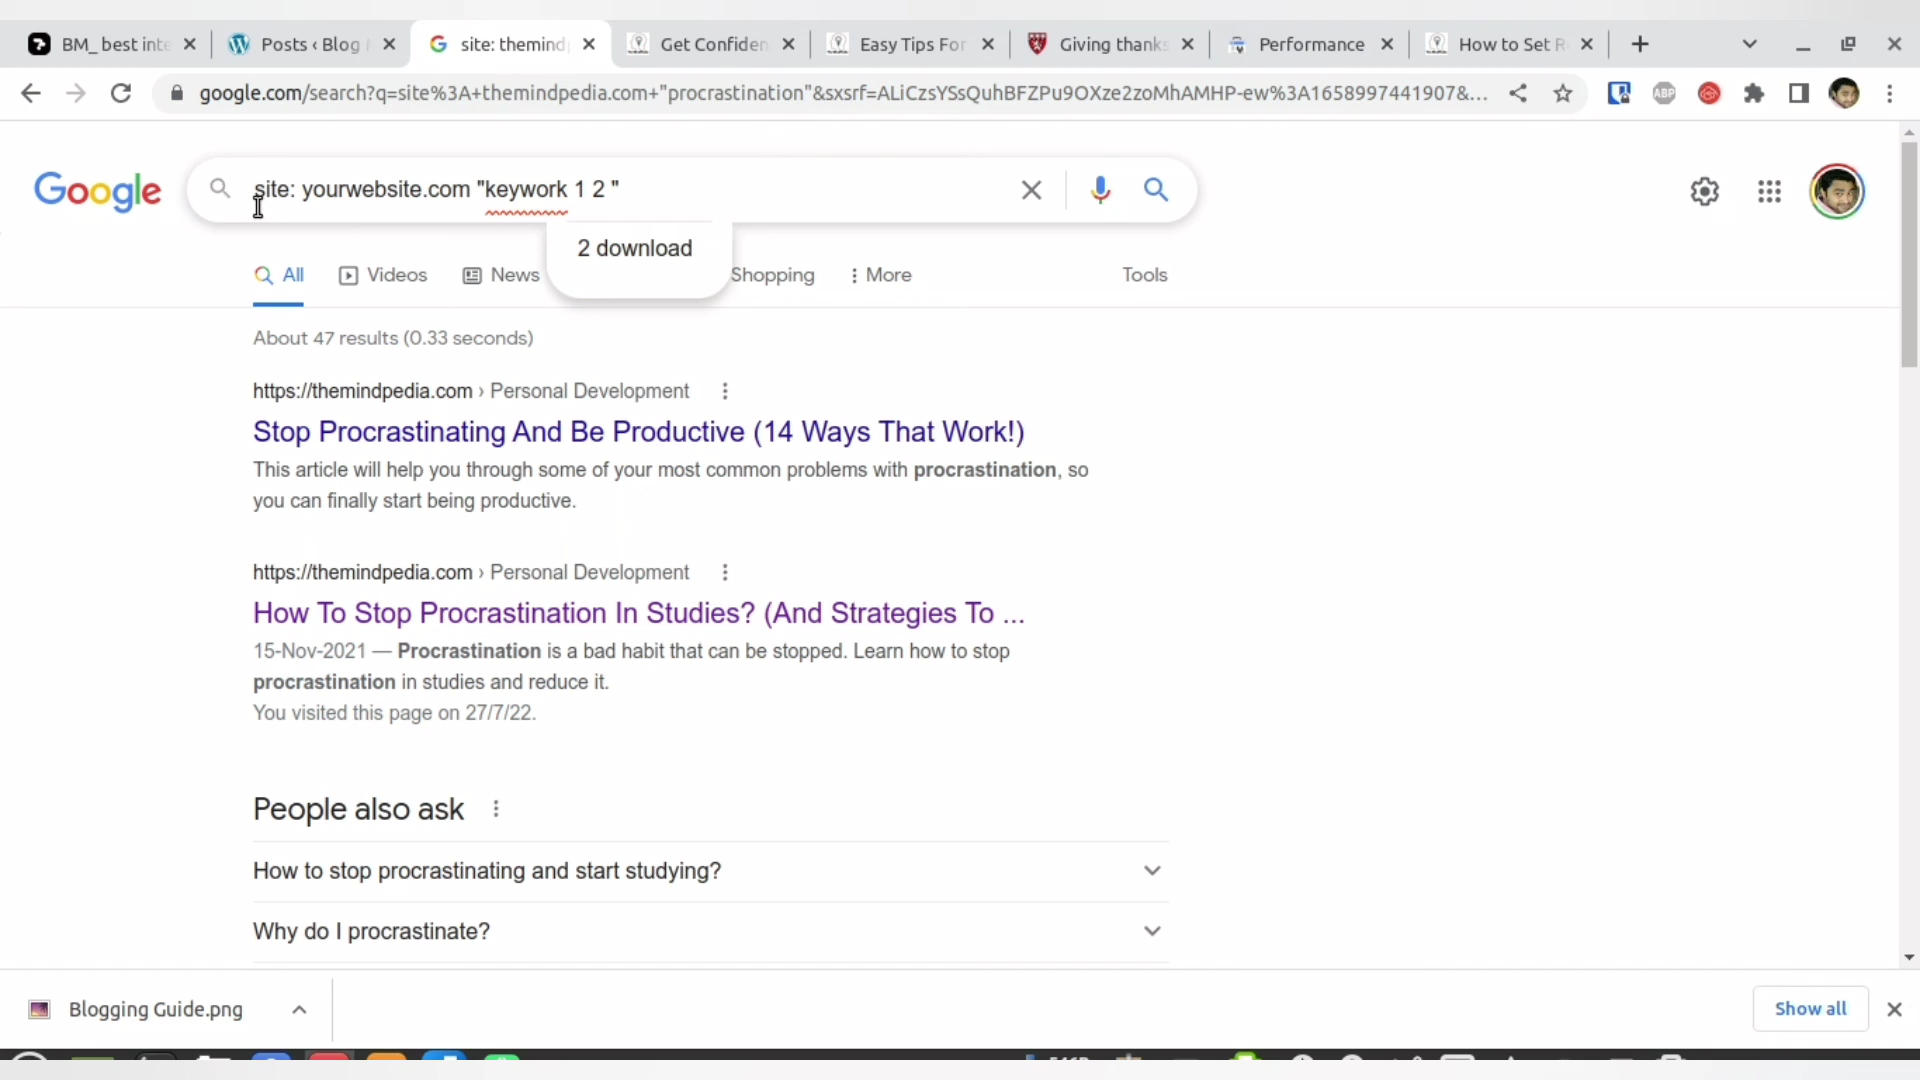 BM_ best inte
Posts ‹ Blog
site: themind
Get Confiden
Easy Tips For
Giving thanks
Performance
How to Set R
google.com/search?q=site%3A+themindpedia.com+"procrastination"&sxsrf=ALiCzsYSsQuhBFZPu9OXze2zoMhAMHP-ew%3A1658997441907&...
ABP
Google
site: yourwebsite.com "keywork 1 2 "
2 download
All
Videos
News
Shopping
More
Tools
About 47 results (0.33 seconds)
https://themindpedia.com › Personal Development
Stop Procrastinating And Be Productive (14 Ways That Work!)
This article will help you through some of your most common problems with procrastination, so
you can finally start being productive.
https://themindpedia.com › Personal Development
How To Stop Procrastination In Studies? (And Strategies To ...
15-Nov-2021 — Procrastination is a bad habit that can be stopped. Learn how to stop
procrastination in studies and reduce it.
You visited this page on 27/7/22.
People also ask
How to stop procrastinating and start studying?
Why do I procrastinate?
Blogging Guide.png
Show all